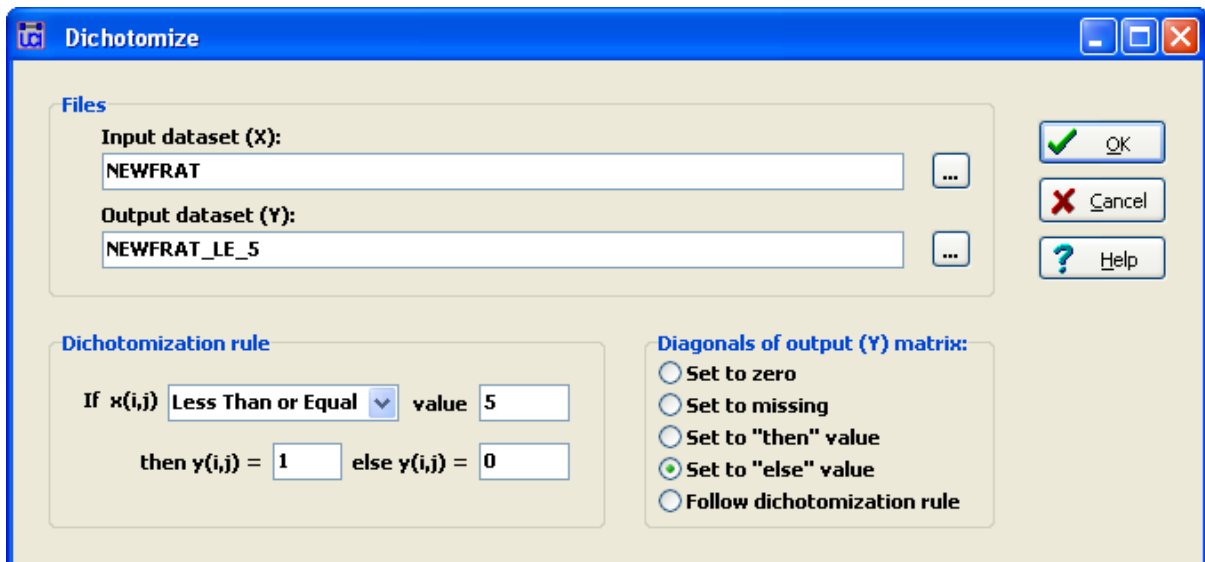 Dichotomize
Files
Input dataset (X):
NEWFRAT
...
Output dataset (Y):
NEWFRAT_LE_5
...
OK
Cancel
Help
Dichotomization rule
If x(i,j) Less Than or Equal value 5
then y(i,j) = 1 else y(i,j) = 0
Diagonals of output (Y) matrix:
Set to zero
Set to missing
Set to "then" value
Set to "else" value
Follow dichotomization rule